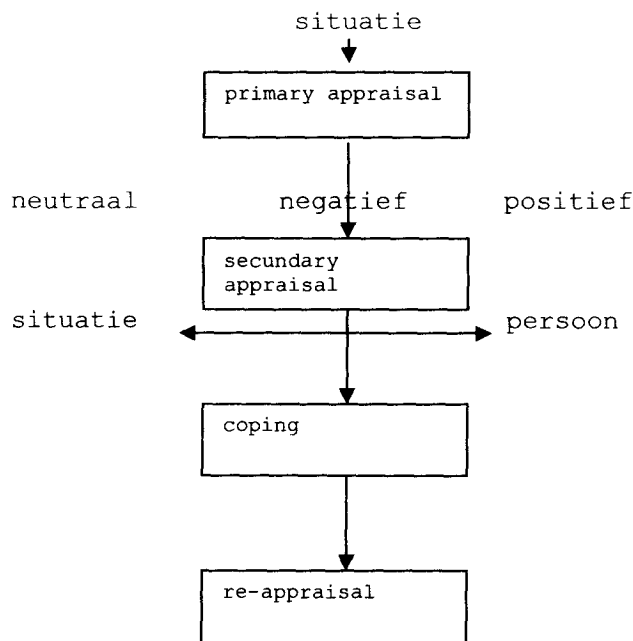 situatie
primary appraisal
neutraal negatief positief
secundary
appraisal
situatie persoon
coping
re-appraisal